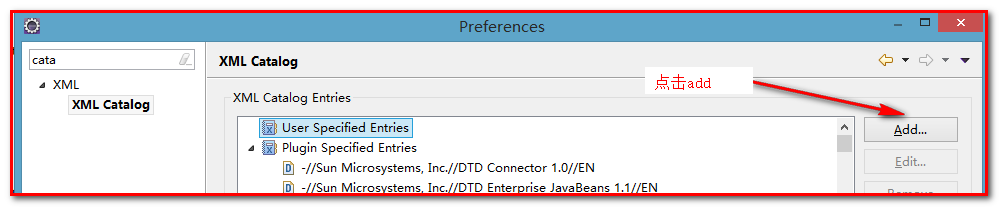 Preferences
cata
XML
XML Catalog
XML Catalog
点击add
XML Catalog Entries
User Specified Entries
Plugin Specified Entries
-//Sun Microsystems, Inc.//DTD Connector 1.0//EN
-//Sun Microsystems, Inc.//DTD Enterprise JavaBeans 1.1//EN
Add...
Edit...